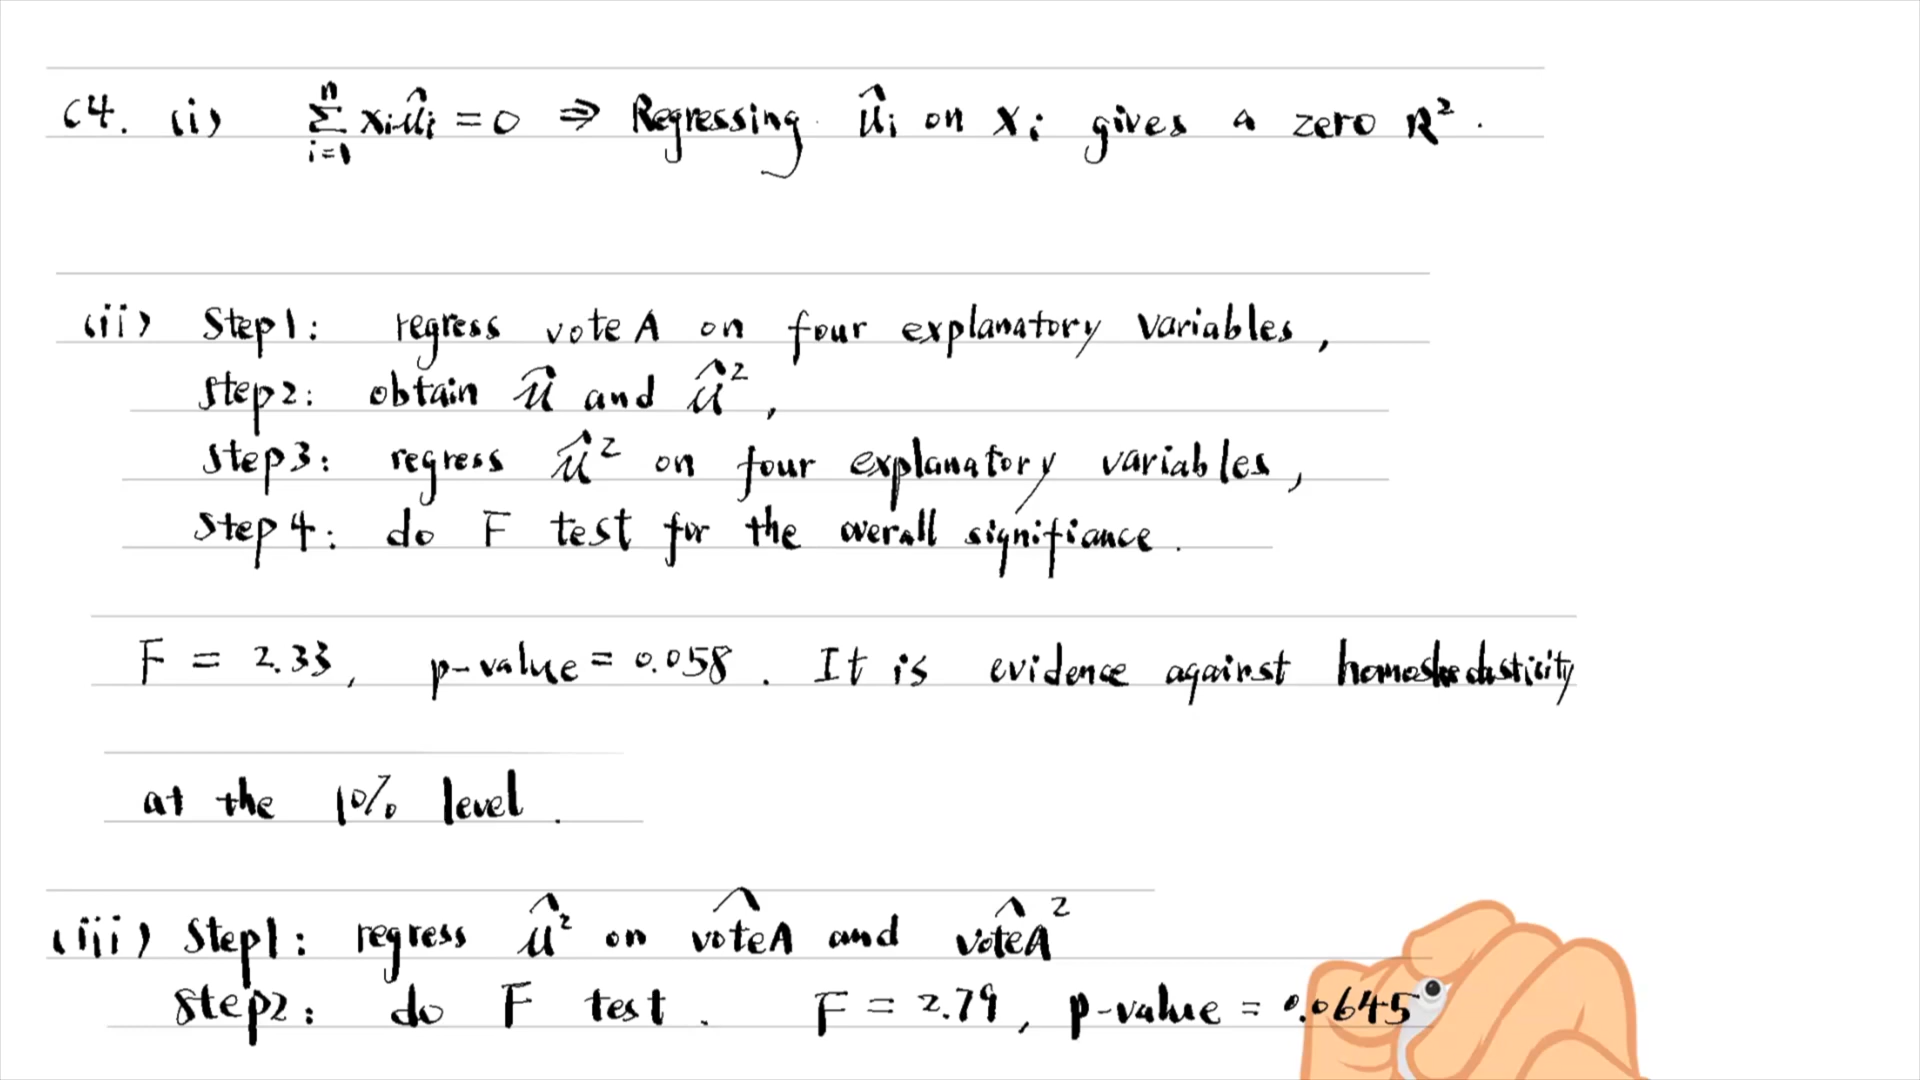 C4. (i) ∑_{i=1}^{n} xᵢûᵢ = 0 ⇒ Regressing ûᵢ on xᵢ gives a zero R².
(ii) Step1: regress voteA on four explanatory variables,
Step2: obtain û and û²,
Step3: regress û² on four explanatory variables,
Step4: do F test for the overall signifiance.
F = 2.33, p-value = 0.058. It is evidence against homoskedasticity
at the 10% level.
(iii) Step1: regress û² on \hat{voteA} and \hat{voteA}²
Step2: do F test. F = 2.79, p-value = 0.0645